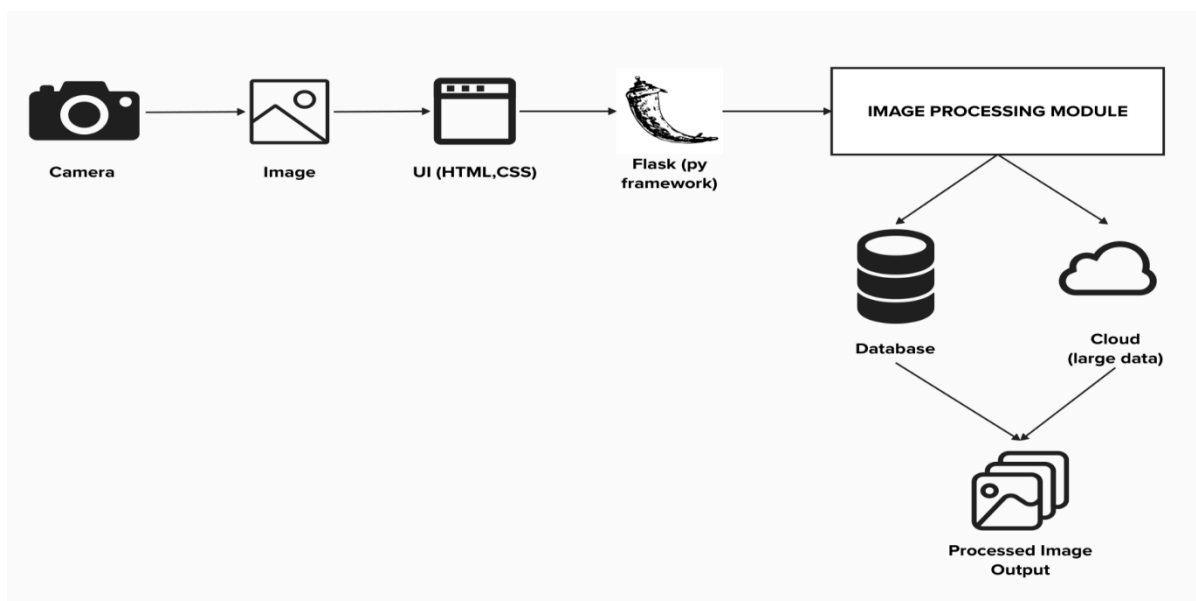 Camera
Image
UI (HTML,CSS)
Flask (py
framework)
IMAGE PROCESSING MODULE
Database
Cloud
(large data)
Processed Image
Output